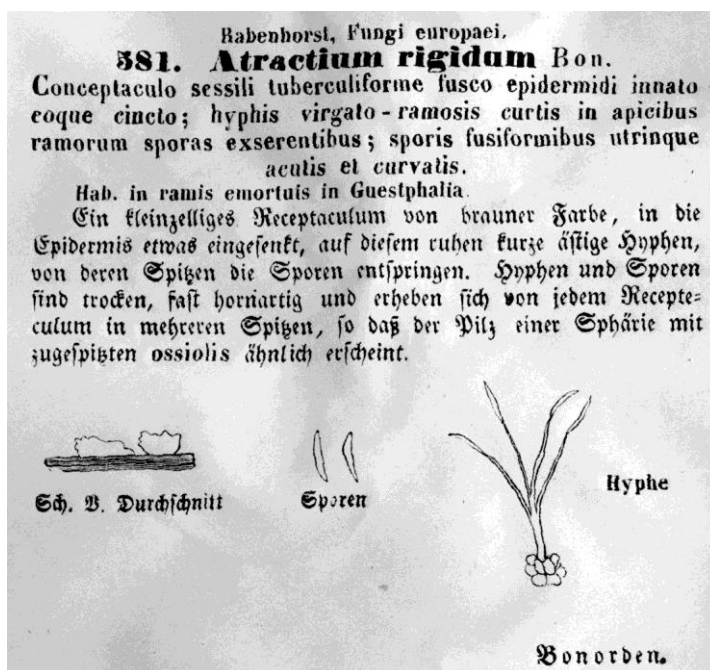 Rabenhorst, Fungi europaei.
581. Atractium rigidum Bon.
Conceptaculo sessili tuberculiforme fusco epidermidi innato
eoque cincto; hyphis virgato-ramosis curtis in apicibus
ramorum sporas exserentibus; sporis fusiformibus utrinque
acutis et curvatis.
Hab. in ramis emortuis in Guestphalia
Ein kleinzelliges Receptaculum von brauner Farbe, in die
Epidermis etwas eingesenkt, auf diesem ruhen kurze ästige Hyphen,
von deren Spitzen die Sporen entspringen. Hyphen und Sporen
sind trocken, fast hornartig und erheben sich von jedem Recepte-
culum in mehreren Spitzen, so daß der Pilz einer Sphärie mit
zugespitzten ossiolis ähnlich erscheint.
Sch. V. Durchschnitt
Sporen
Hyphe
Bonorden.